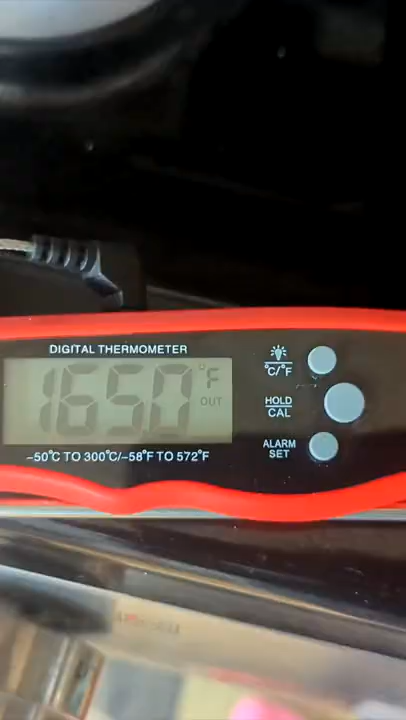 DIGITAL THERMOMETER
165.0 °F
OUT
-50°C TO 300°C/-58°F TO 572°F
°C/°F
HOLD
CAL
ALARM
SET